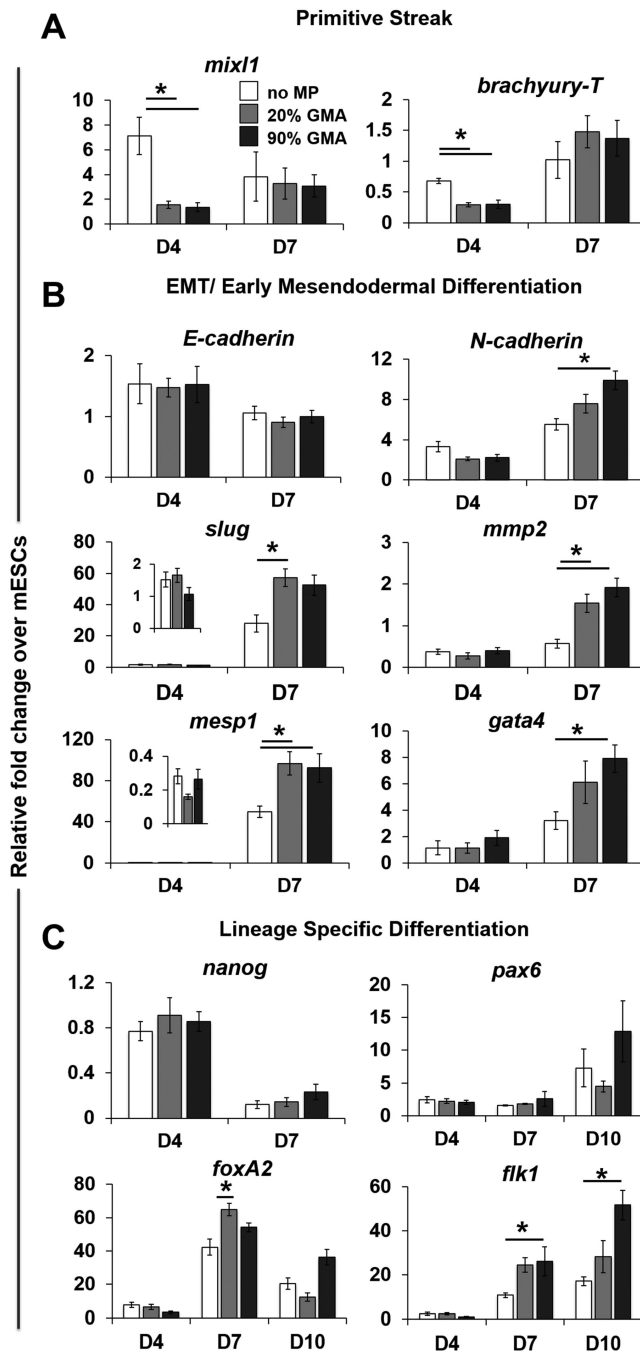 A
Primitive Streak
mixl1
no MP
20% GMA
90% GMA
*
10
8
6
4
2
0
D4
D7
brachyury-T
*
2
1.5
1
0.5
0
D4
D7
B
EMT/ Early Mesendodermal Differentiation
E-cadherin
2
1
0
D4
D7
N-cadherin
*
12
8
4
0
D4
D7
slug
*
80
60
40
20
0
2
1
0
D4
D7
mmp2
*
3
2
1
0
D4
D7
mesp1
*
120
80
40
0
0.4
0.2
0
D4
D7
gata4
*
8
6
4
2
0
D4
D7
Relative fold change over mESCs
C
Lineage Specific Differentiation
nanog
1.2
0.8
0.4
0
D4
D7
pax6
20
15
10
5
0
D4
D7
D10
foxA2
*
80
60
40
20
0
D4
D7
D10
flk1
*
*
60
40
20
0
D4
D7
D10